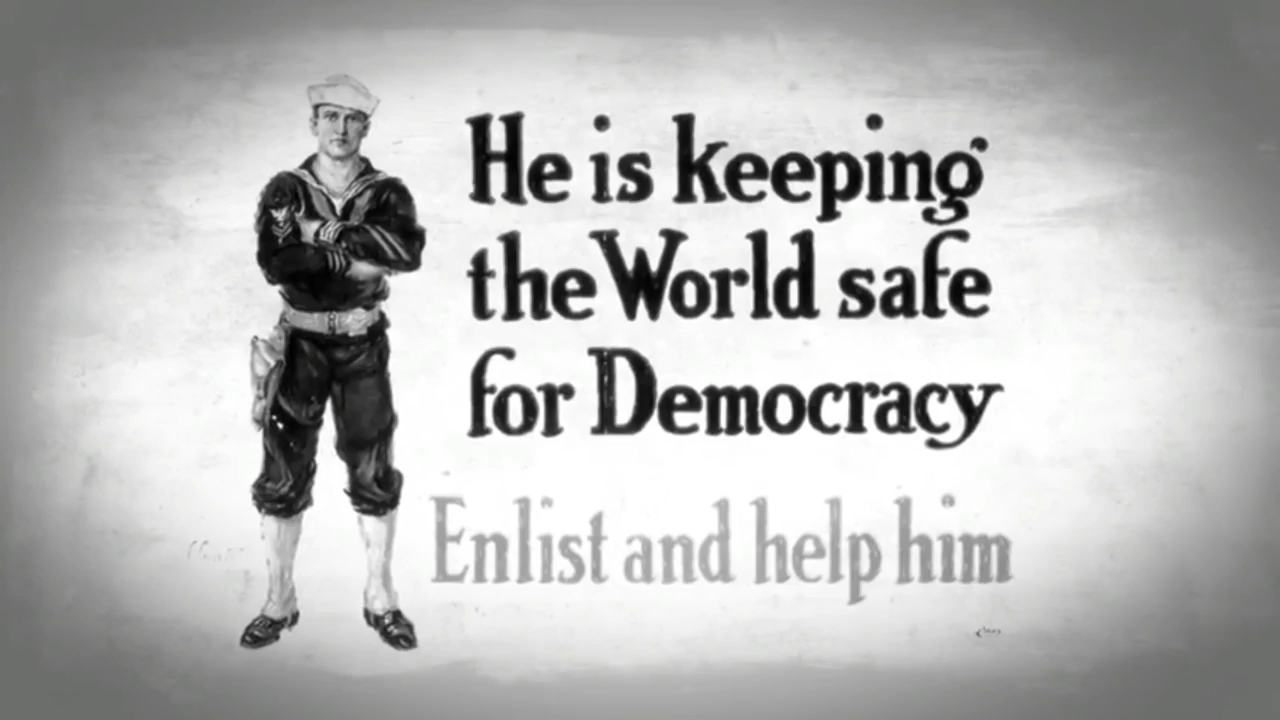 He is keeping
the World safe
for Democracy
Enlist and help him